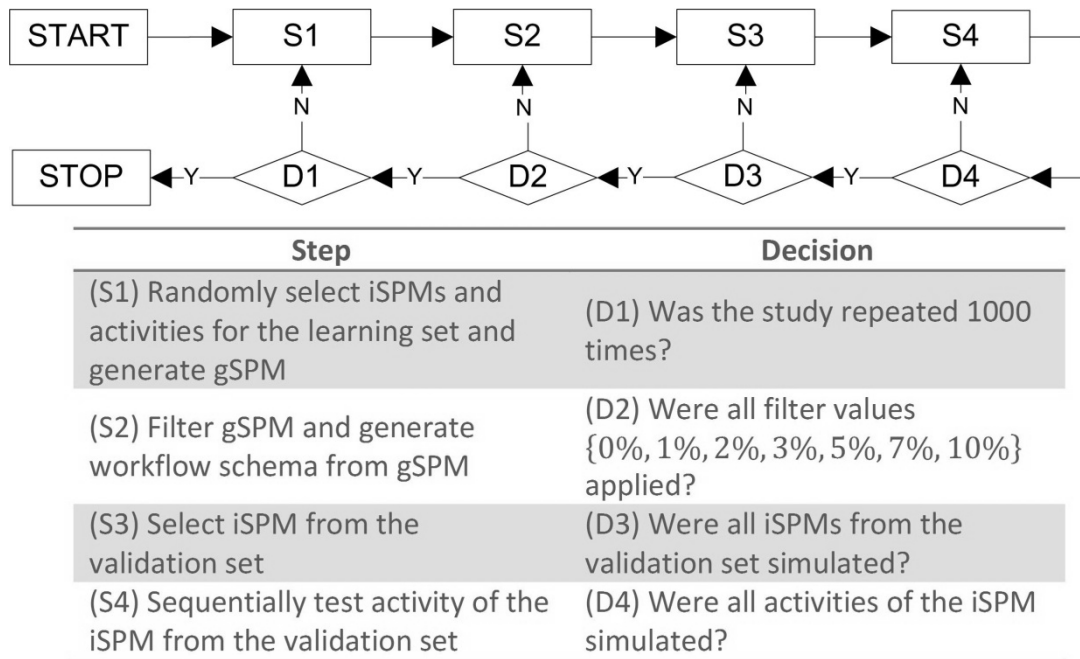 START S1 S2 S3 S4
N N N N
STOP Y D1 Y D2 Y D3 Y D4
Step Decision
(S1) Randomly select iSPMs and
activities for the learning set and
generate gSPM
(D1) Was the study repeated 1000
times?
(S2) Filter gSPM and generate
workflow schema from gSPM
(D2) Were all filter values
{0%, 1%, 2%, 3%, 5%, 7%, 10%}
applied?
(S3) Select iSPM from the
validation set
(D3) Were all iSPMs from the
validation set simulated?
(S4) Sequentially test activity of the
iSPM from the validation set
(D4) Were all activities of the iSPM
simulated?